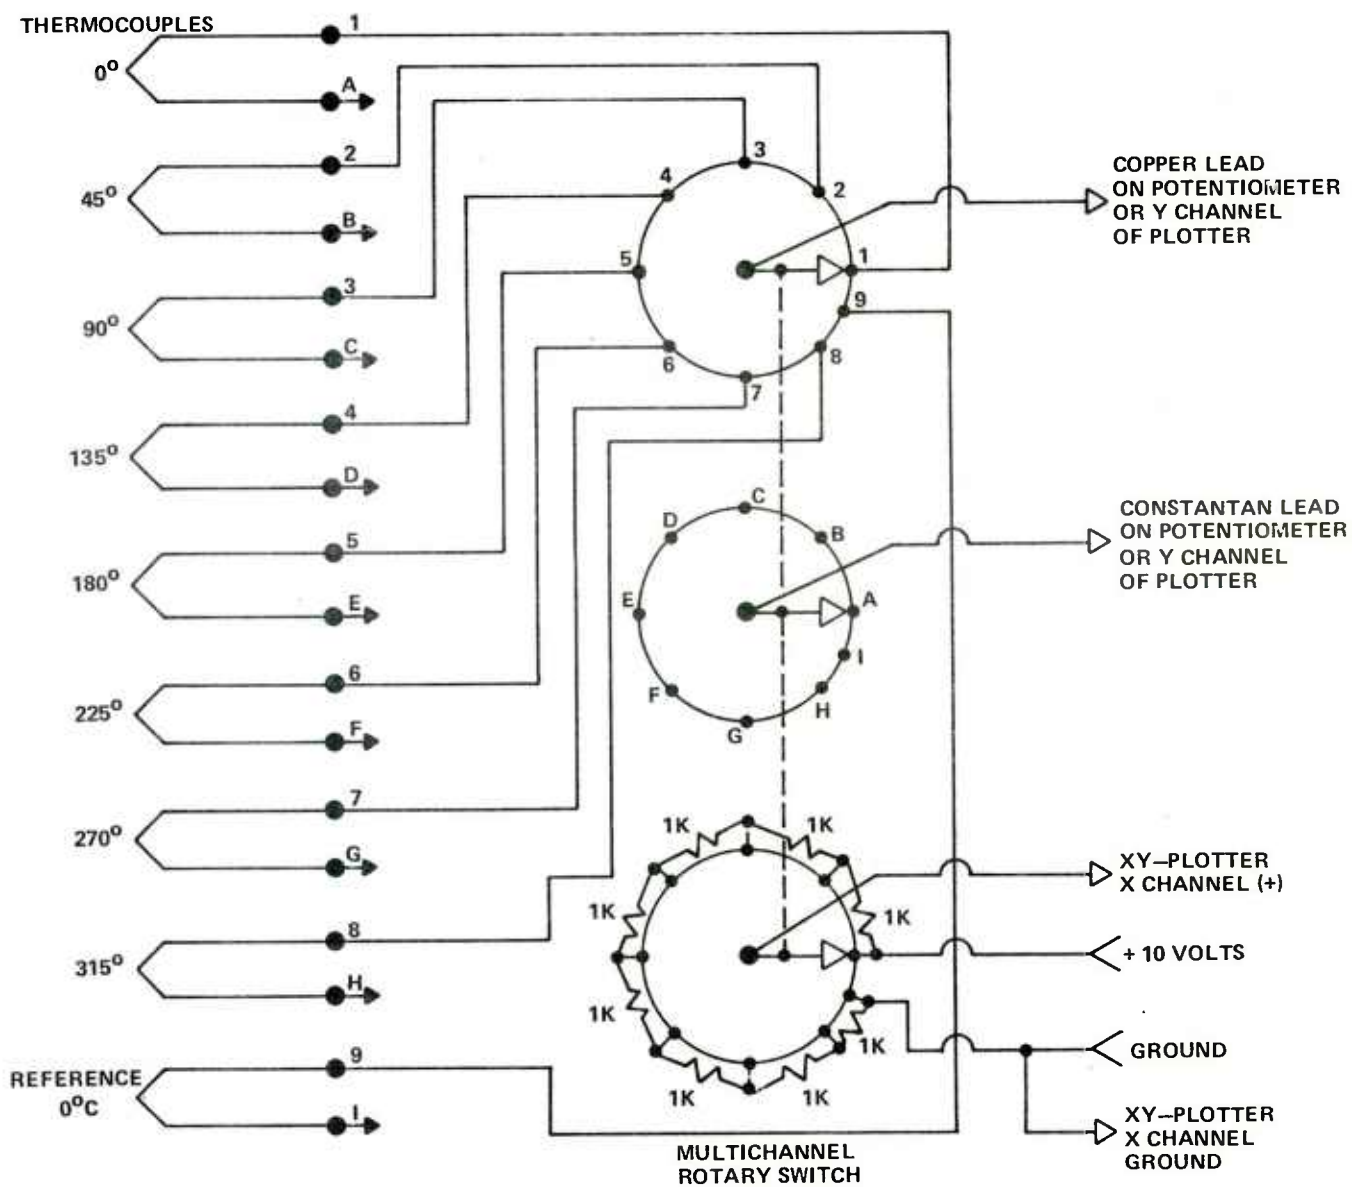 THERMOCOUPLES
0°
1
A
45°
2
B
90°
3
C
135°
4
D
180°
5
E
225°
6
F
270°
7
G
315°
8
H
REFERENCE
0°C
9
I
3
4
2
5
1
9
6
8
7
COPPER LEAD
ON POTENTIOMETER
OR Y CHANNEL
OF PLOTTER
C
D
B
E
A
I
F
H
G
CONSTANTAN LEAD
ON POTENTIOMETER
OR Y CHANNEL
OF PLOTTER
1K
1K
1K
1K
1K
1K
1K
1K
XY–PLOTTER
X CHANNEL (+)
+ 10 VOLTS
GROUND
XY–PLOTTER
X CHANNEL
GROUND
MULTICHANNEL
ROTARY SWITCH